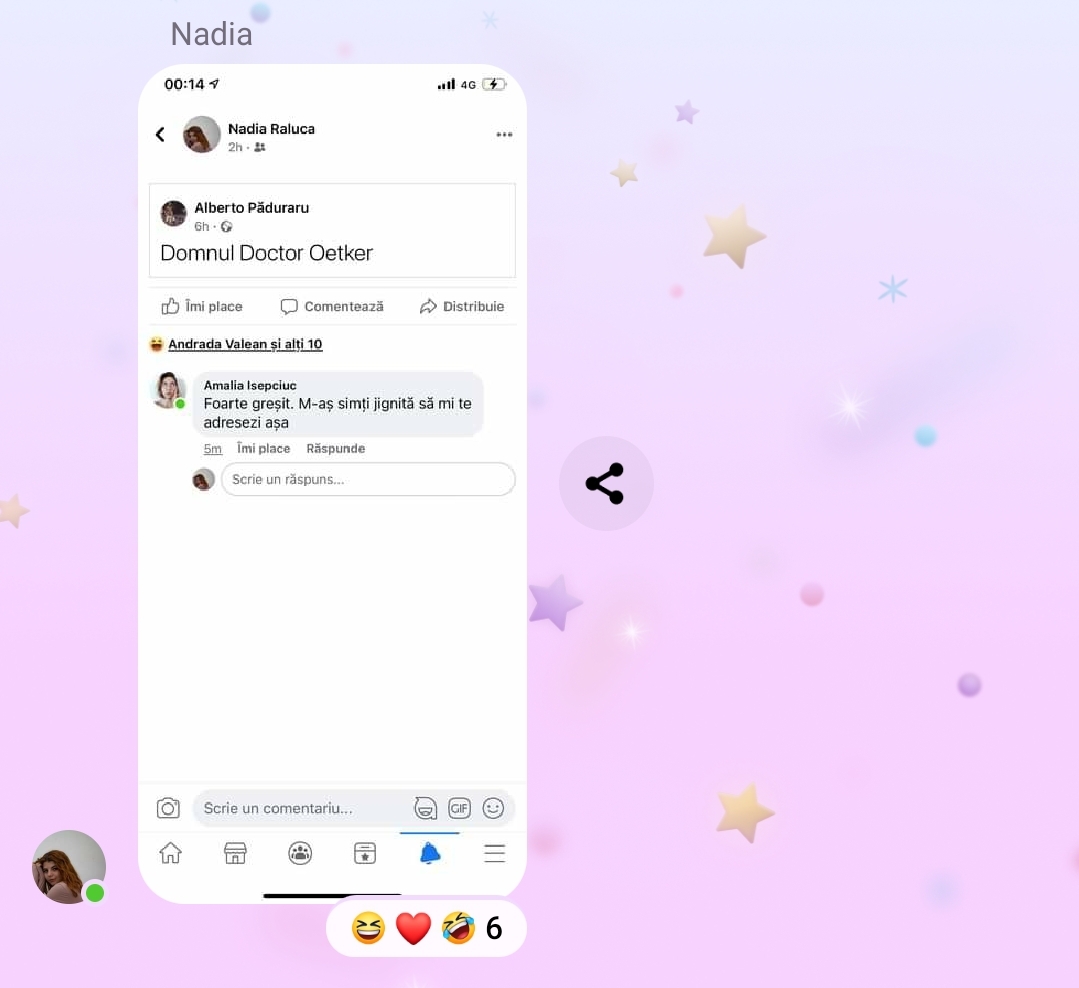 Nadia
00:14
4G
Nadia Raluca
2h ·
Alberto Păduraru
6h ·
Domnul Doctor Oetker
Îmi place
Comentează
Distribuie
Andrada Valean și alți 10
Amalia Isepciuc
Foarte greșit. M-aș simți jignită să mi te
adresezi așa
5m Îmi place Răspunde
Scrie un răspuns...
Scrie un comentariu...
GIF
6